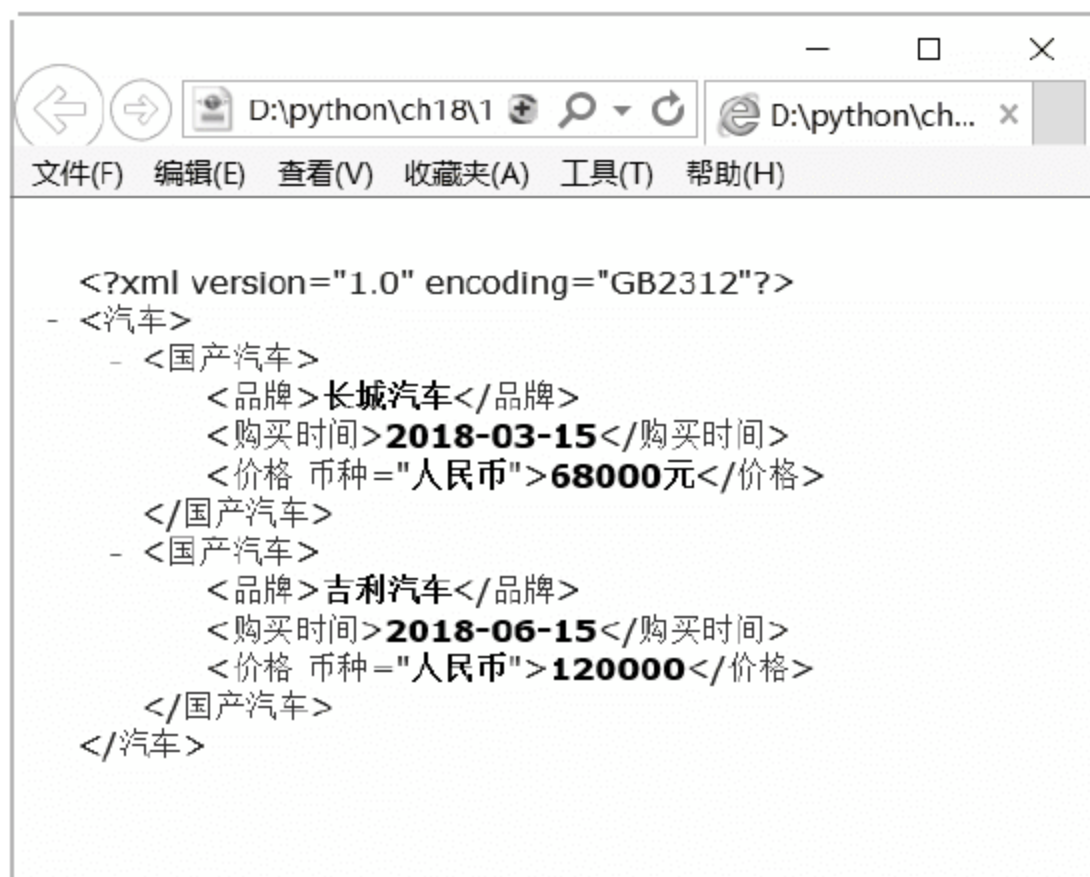 D:\python\ch18\1
D:\python\ch...
文件(F) 编辑(E) 查看(V) 收藏夹(A) 工具(T) 帮助(H)
<?xml version="1.0" encoding="GB2312"?>
- <汽车>
- <国产汽车>
<品牌>长城汽车</品牌>
<购买时间>2018-03-15</购买时间>
<价格 币种="人民币">68000元</价格>
</国产汽车>
- <国产汽车>
<品牌>吉利汽车</品牌>
<购买时间>2018-06-15</购买时间>
<价格 币种="人民币">120000</价格>
</国产汽车>
</汽车>